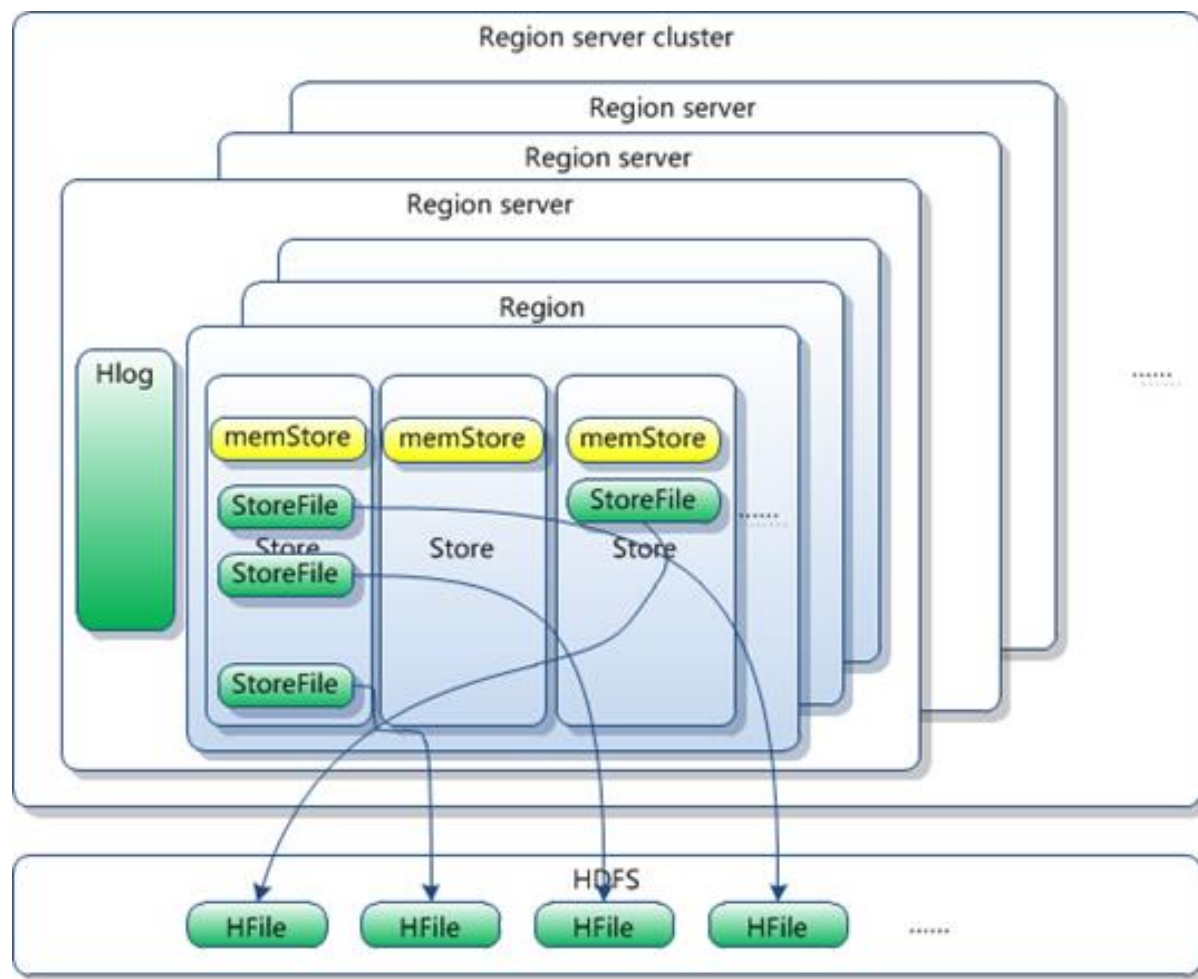 Region server cluster
Region server
Region server
Region server
Region
Hlog
memStore memStore memStore
StoreFile StoreFile
......
Store Store Store
StoreFile
StoreFile
......
HDFS
HFile HFile HFile HFile ......